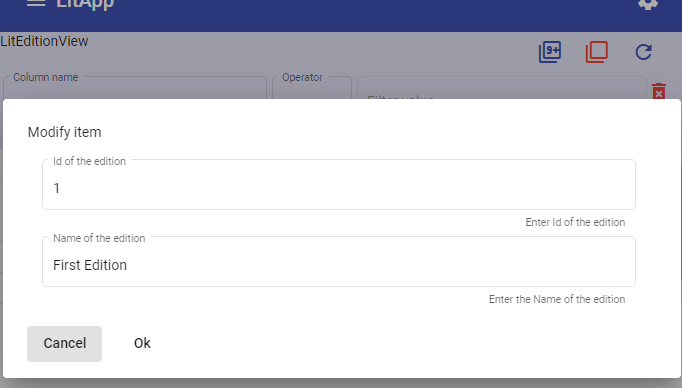 LitApp
LitEditionView
9+
Column name
Operator
Filter value
Modify item
Id of the edition
1
Enter Id of the edition
Name of the edition
First Edition
Enter the Name of the edition
Cancel
Ok